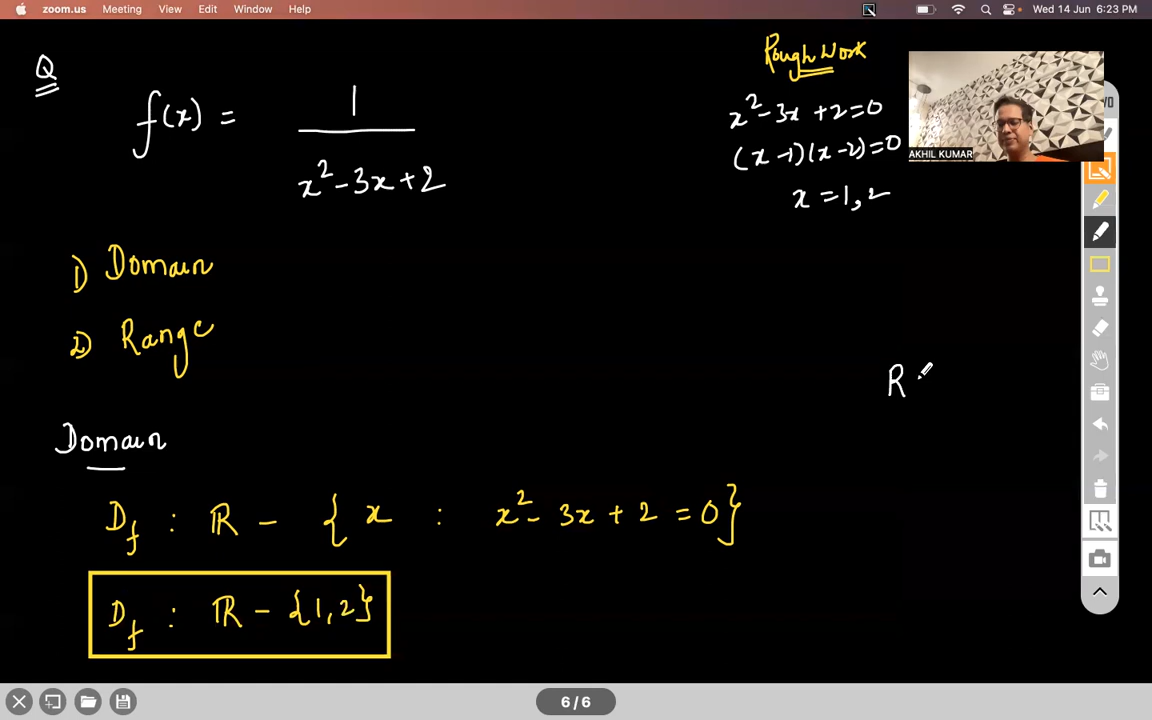 zoom.us Meeting View Edit Window Help Wed 14 Jun 6:23 PM
Q
f(x) = 1 / x² - 3x + 2
Rough Work
x² - 3x + 2 = 0
(x - 1)(x - 2) = 0
x = 1, 2
AKHIL KUMAR
1) Domain
2) Range
R
Domain
D_f : ℝ - { x : x² - 3x + 2 = 0 }
D_f : ℝ - {1, 2}
6/6